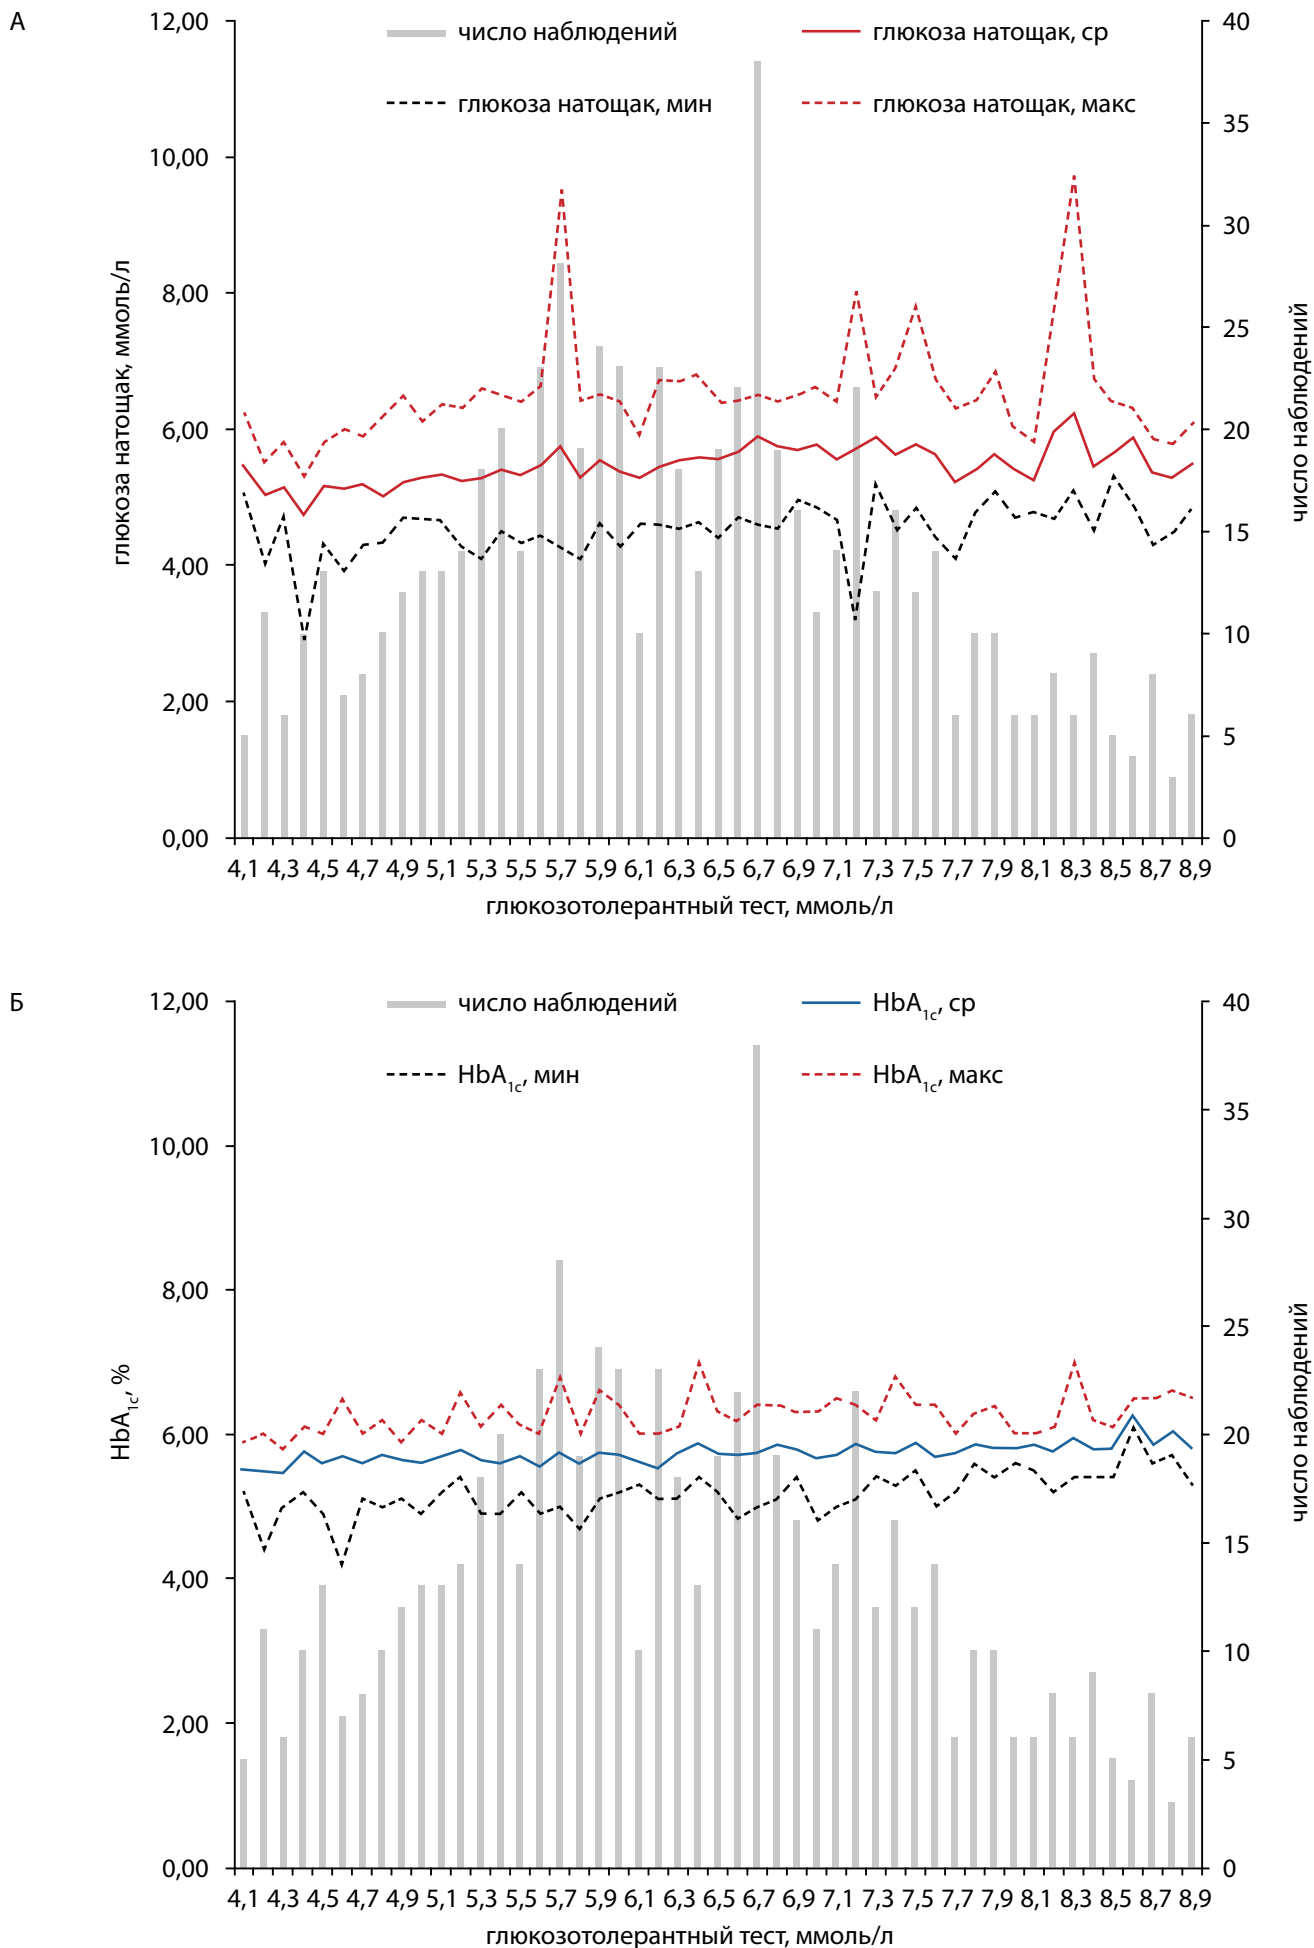 А
число наблюдений
глюкоза натощак, ср
глюкоза натощак, мин
глюкоза натощак, макс
глюкоза натощак, ммоль/л
12,00
10,00
8,00
6,00
4,00
2,00
0,00
40
35
30
25
20
15
10
5
0
число наблюдений
4,1 4,3 4,5 4,7 4,9 5,1 5,3 5,5 5,7 5,9 6,1 6,3 6,5 6,7 6,9 7,1 7,3 7,5 7,7 7,9 8,1 8,3 8,5 8,7 8,9
глюкозотолерантный тест, ммоль/л
Б
число наблюдений
HbA1c, ср
HbA1c, мин
HbA1c, макс
HbA1c, %
12,00
10,00
8,00
6,00
4,00
2,00
0,00
40
35
30
25
20
15
10
5
0
число наблюдений
4,1 4,3 4,5 4,7 4,9 5,1 5,3 5,5 5,7 5,9 6,1 6,3 6,5 6,7 6,9 7,1 7,3 7,5 7,7 7,9 8,1 8,3 8,5 8,7 8,9
глюкозотолерантный тест, ммоль/л